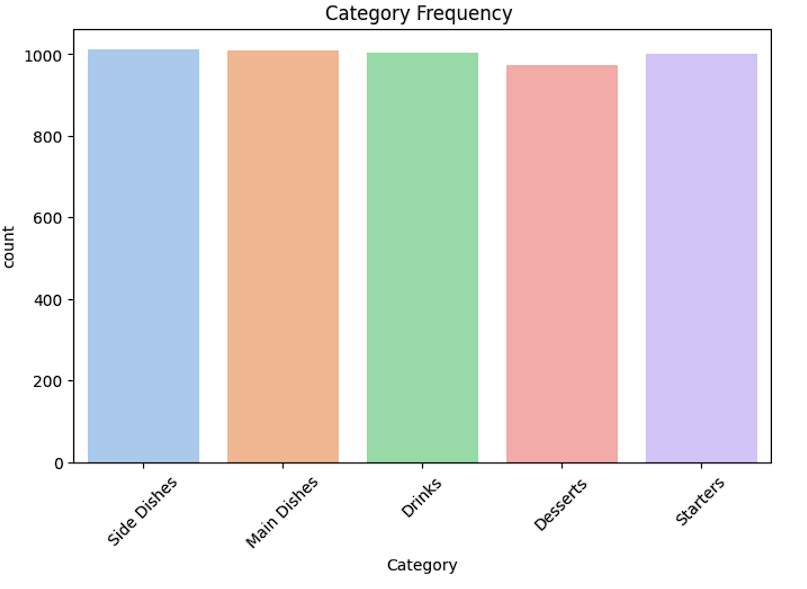 Category Frequency
count
1000
800
600
400
200
0
Side Dishes
Main Dishes
Drinks
Desserts
Starters
Category